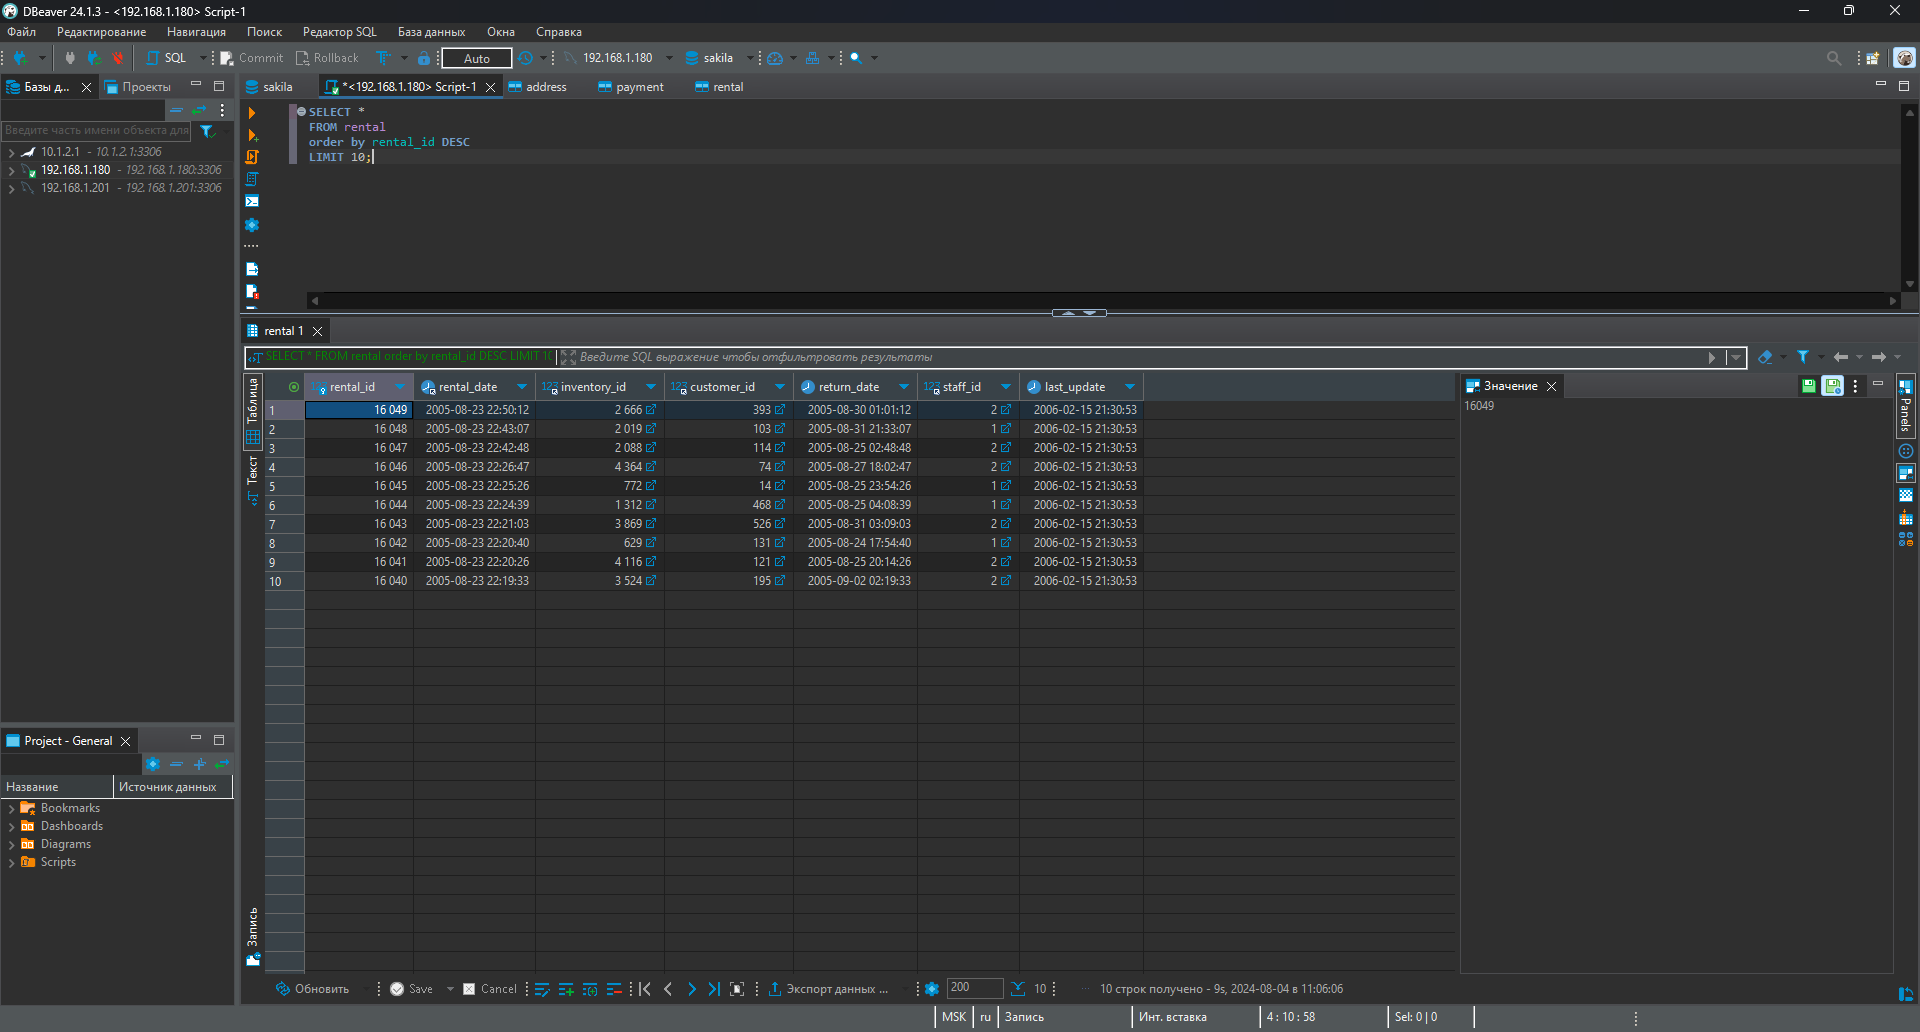 DBeaver 24.1.3 - <192.168.1.180> Script-1
Файл Редактирование Навигация Поиск Редактор SQL База данных Окна Справка
SQL Commit Rollback Auto 192.168.1.180 sakila
Базы д... Проекты
sakila *<192.168.1.180> Script-1 address payment rental
Введите часть имени объекта для
10.1.2.1 - 10.1.2.1:3306
192.168.1.180 - 192.168.1.180:3306
192.168.1.201 - 192.168.1.201:3306
SELECT *
FROM rental
order by rental_id DESC
LIMIT 10;
rental 1
SELECT * FROM rental order by rental_id DESC LIMIT 10 Введите SQL выражение чтобы отфильтровать результаты
Таблица
Текст
Запись
rental_id rental_date inventory_id customer_id return_date staff_id last_update
1 16 049 2005-08-23 22:50:12 2 666 393 2005-08-30 01:01:12 2 2006-02-15 21:30:53
2 16 048 2005-08-23 22:43:07 2 019 103 2005-08-31 21:33:07 1 2006-02-15 21:30:53
3 16 047 2005-08-23 22:42:48 2 088 114 2005-08-25 02:48:48 2 2006-02-15 21:30:53
4 16 046 2005-08-23 22:26:47 4 364 74 2005-08-27 18:02:47 2 2006-02-15 21:30:53
5 16 045 2005-08-23 22:25:26 772 14 2005-08-25 23:54:26 1 2006-02-15 21:30:53
6 16 044 2005-08-23 22:24:39 1 312 468 2005-08-25 04:08:39 1 2006-02-15 21:30:53
7 16 043 2005-08-23 22:21:03 3 869 526 2005-08-31 03:09:03 2 2006-02-15 21:30:53
8 16 042 2005-08-23 22:20:40 629 131 2005-08-24 17:54:40 1 2006-02-15 21:30:53
9 16 041 2005-08-23 22:20:26 4 116 121 2005-08-25 20:14:26 2 2006-02-15 21:30:53
10 16 040 2005-08-23 22:19:33 3 524 195 2005-09-02 02:19:33 2 2006-02-15 21:30:53
Значение
16049
Panels
Project - General
Название Источник данных
Bookmarks
Dashboards
Diagrams
Scripts
Обновить Save Cancel Экспорт данных ... 200 10 10 строк получено - 9s, 2024-08-04 в 11:06:06
MSK ru Запись Инт. вставка 4 : 10 : 58 Sel: 0 | 0